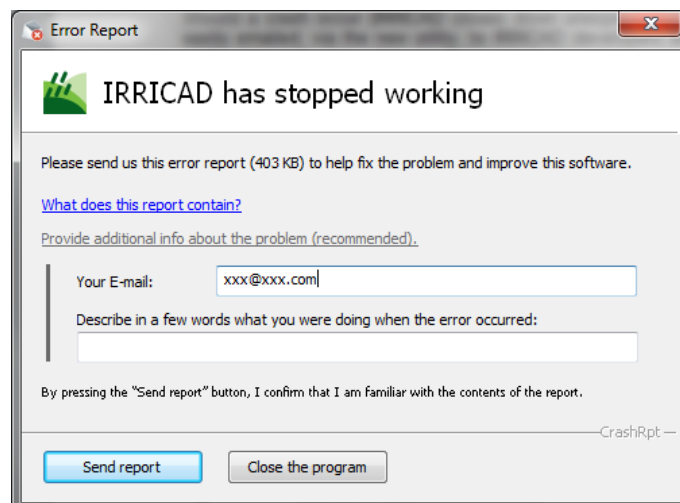 Error Report
IRRICAD has stopped working
Please send us this error report (403 KB) to help fix the problem and improve this software.
What does this report contain?
Provide additional info about the problem (recommended).
Your E-mail:
xxx@xxx.com
Describe in a few words what you were doing when the error occurred:
By pressing the "Send report" button, I confirm that I am familiar with the contents of the report.
CrashRpt
Send report
Close the program